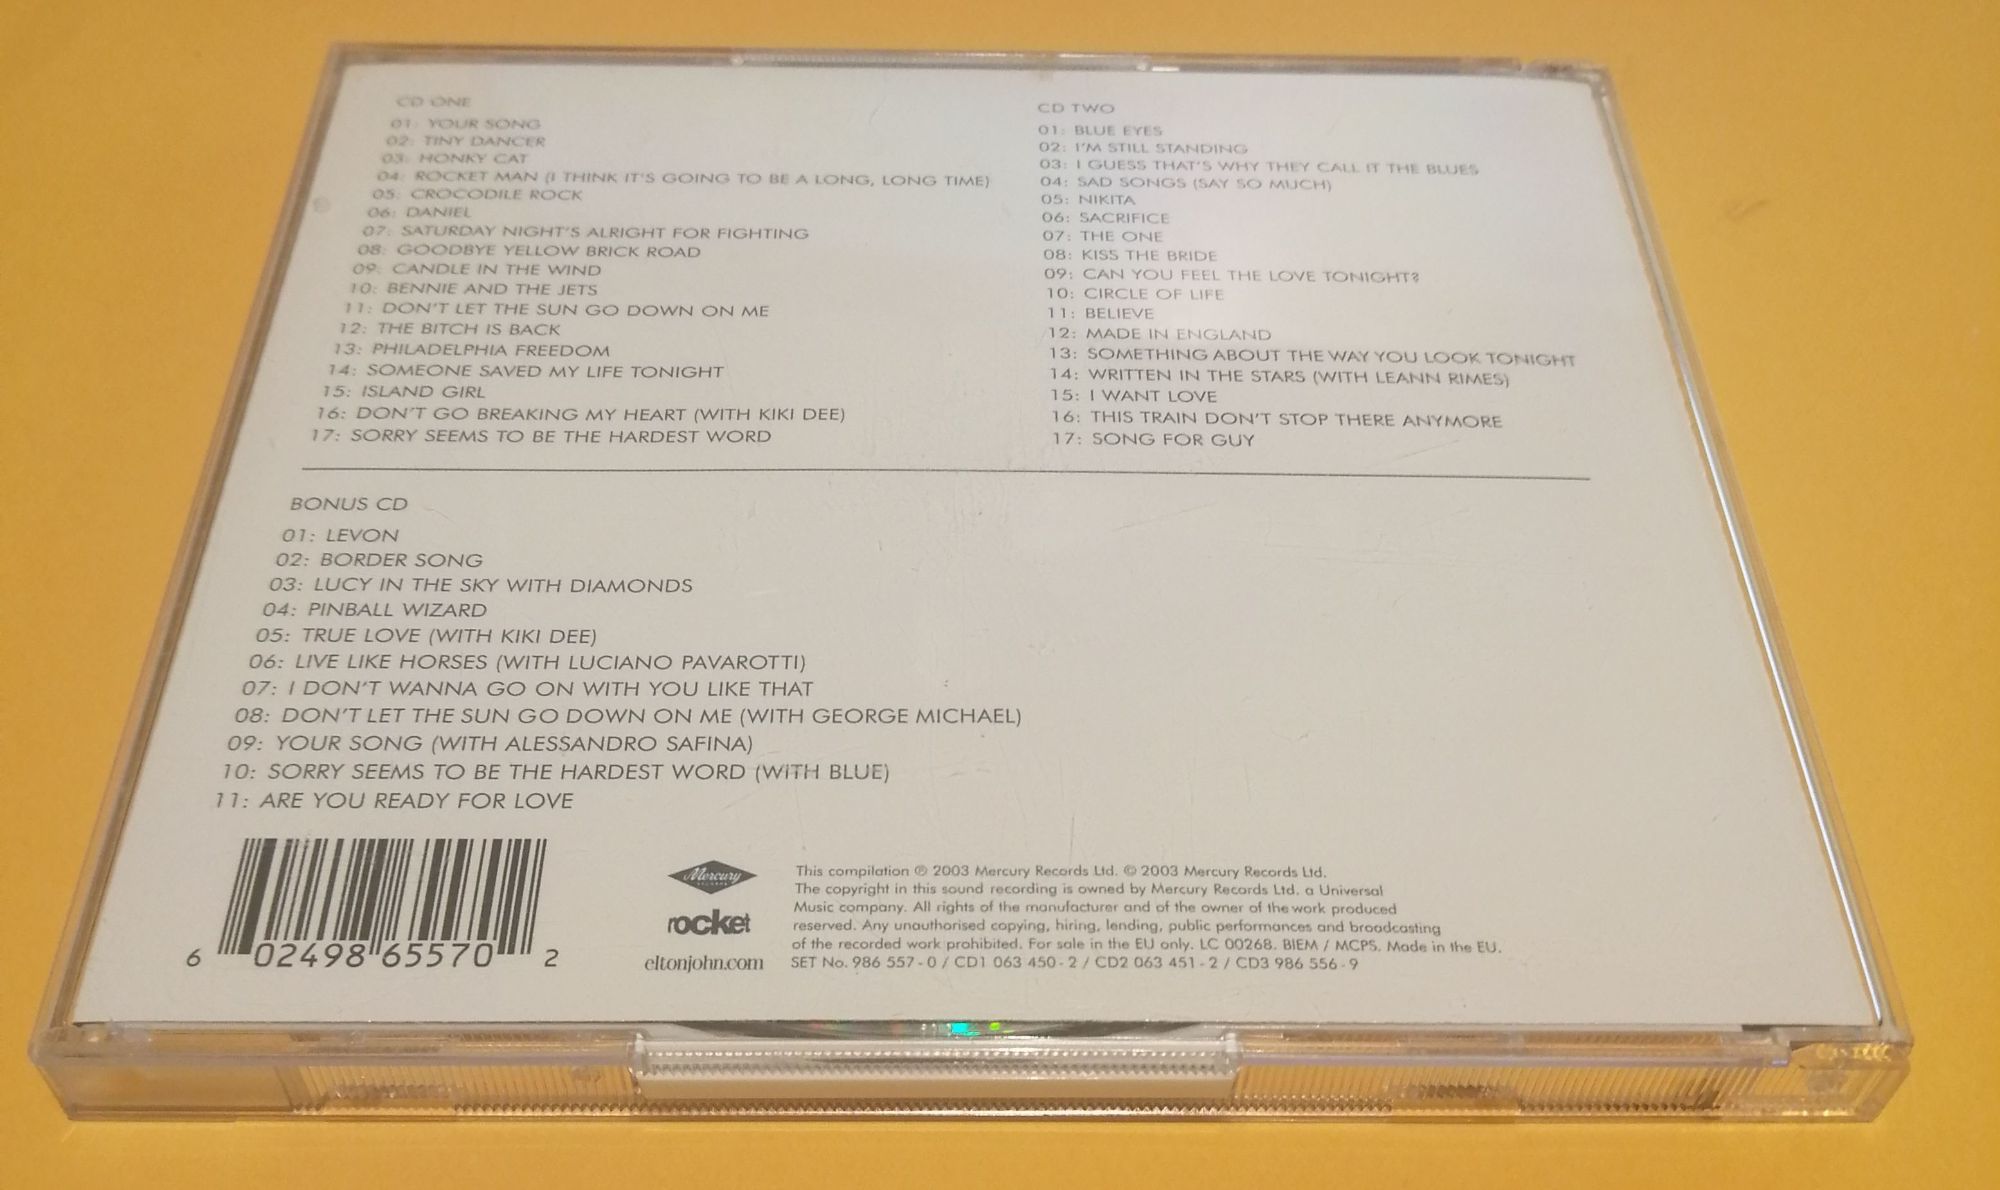 CD ONE
01: YOUR SONG
02: TINY DANCER
03: HONKY CAT
04: ROCKET MAN (I THINK IT'S GOING TO BE A LONG, LONG TIME)
05: CROCODILE ROCK
06: DANIEL
07: SATURDAY NIGHT'S ALRIGHT FOR FIGHTING
08: GOODBYE YELLOW BRICK ROAD
09: CANDLE IN THE WIND
10: BENNIE AND THE JETS
11: DON'T LET THE SUN GO DOWN ON ME
12: THE BITCH IS BACK
13: PHILADELPHIA FREEDOM
14: SOMEONE SAVED MY LIFE TONIGHT
15: ISLAND GIRL
16: DON'T GO BREAKING MY HEART (WITH KIKI DEE)
17: SORRY SEEMS TO BE THE HARDEST WORD
CD TWO
01: BLUE EYES
02: I'M STILL STANDING
03: I GUESS THAT'S WHY THEY CALL IT THE BLUES
04: SAD SONGS (SAY SO MUCH)
05: NIKITA
06: SACRIFICE
07: THE ONE
08: KISS THE BRIDE
09: CAN YOU FEEL THE LOVE TONIGHT?
10: CIRCLE OF LIFE
11: BELIEVE
12: MADE IN ENGLAND
13: SOMETHING ABOUT THE WAY YOU LOOK TONIGHT
14: WRITTEN IN THE STARS (WITH LEANN RIMES)
15: I WANT LOVE
16: THIS TRAIN DON'T STOP THERE ANYMORE
17: SONG FOR GUY
BONUS CD
01: LEVON
02: BORDER SONG
03: LUCY IN THE SKY WITH DIAMONDS
04: PINBALL WIZARD
05: TRUE LOVE (WITH KIKI DEE)
06: LIVE LIKE HORSES (WITH LUCIANO PAVAROTTI)
07: I DON'T WANNA GO ON WITH YOU LIKE THAT
08: DON'T LET THE SUN GO DOWN ON ME (WITH GEORGE MICHAEL)
09: YOUR SONG (WITH ALESSANDRO SAFINA)
10: SORRY SEEMS TO BE THE HARDEST WORD (WITH BLUE)
11: ARE YOU READY FOR LOVE
6 02498 65570 2
Mercury
rocket
eltonjohn.com
This compilation ℗ 2003 Mercury Records Ltd. © 2003 Mercury Records Ltd.
The copyright in this sound recording is owned by Mercury Records Ltd. a Universal
Music company. All rights of the manufacturer and of the owner of the work produced
reserved. Any unauthorised copying, hiring, lending, public performances and broadcasting
of the recorded work prohibited. For sale in the EU only. LC 00268. BIEM / MCPS. Made in the EU.
SET No. 986 557-0 / CD1 063 450-2 / CD2 063 451-2 / CD3 986 556-9